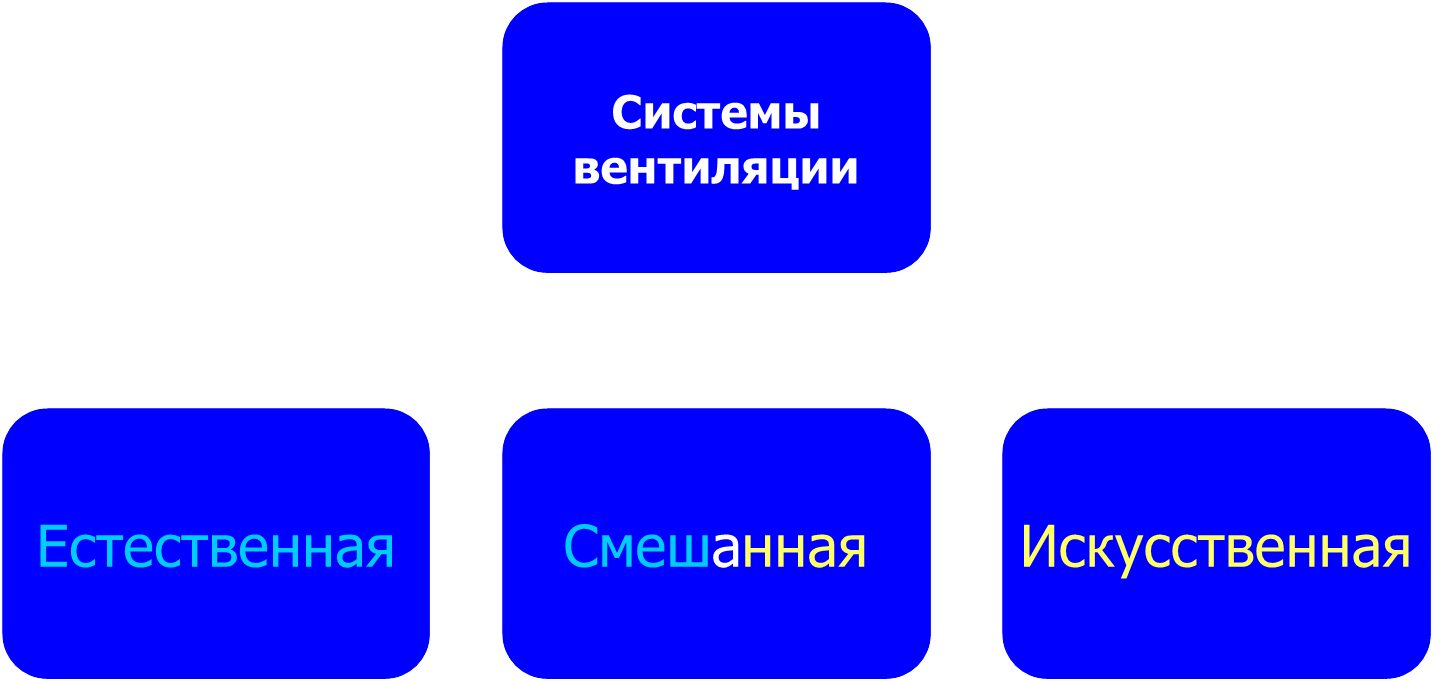 Системы
вентиляции
Естественная
Смешанная
Искусственная